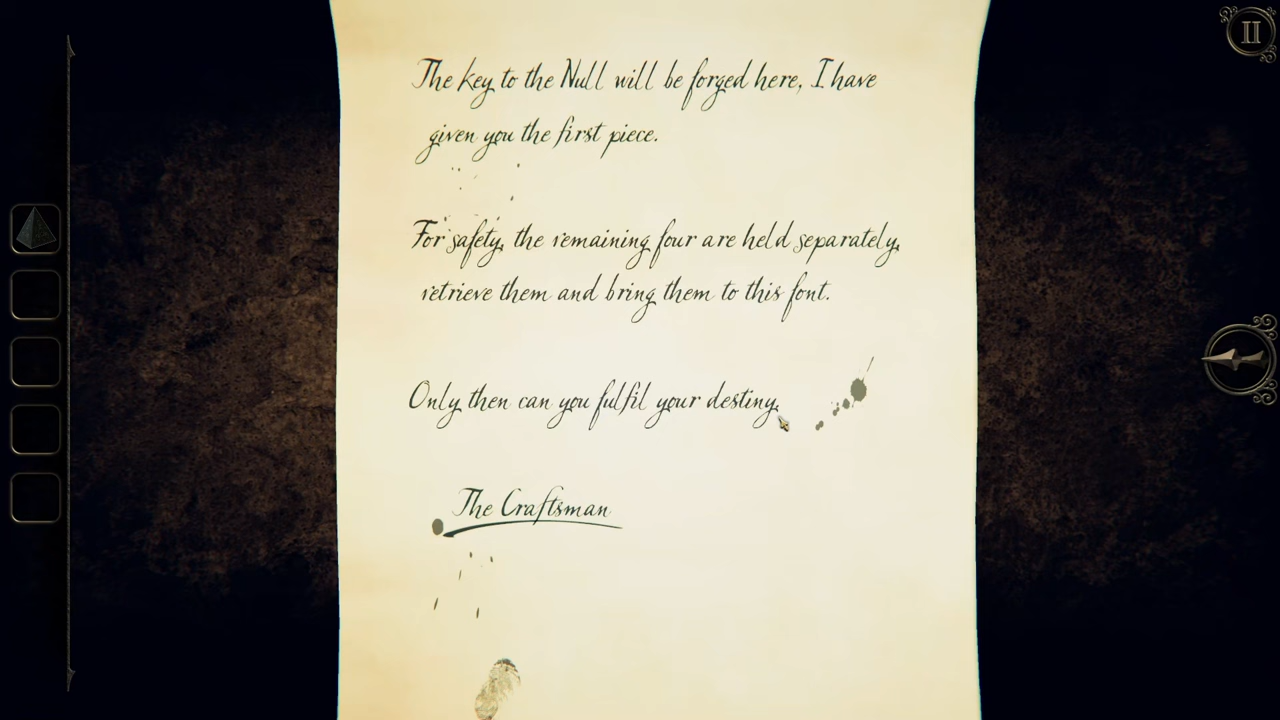 The key to the Null will be forged here, I have
given you the first piece.
For safety, the remaining four are held separately,
retrieve them and bring them to this font.
Only then can you fulfil your destiny.
The Craftsman